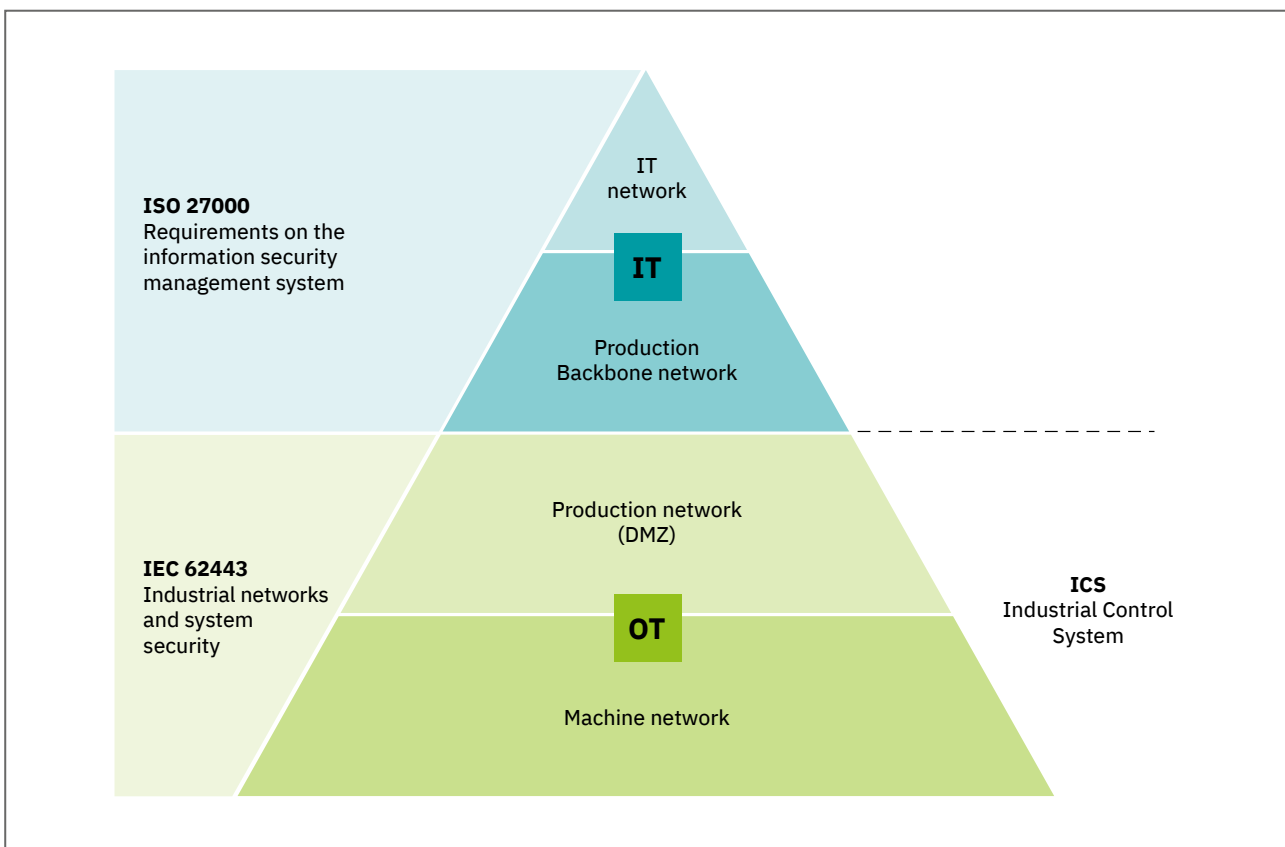 ISO 27000
Requirements on the
information security
management system
IT
network
IT
Production
Backbone network
IEC 62443
Industrial networks
and system
security
Production network
(DMZ)
OT
Machine network
ICS
Industrial Control
System